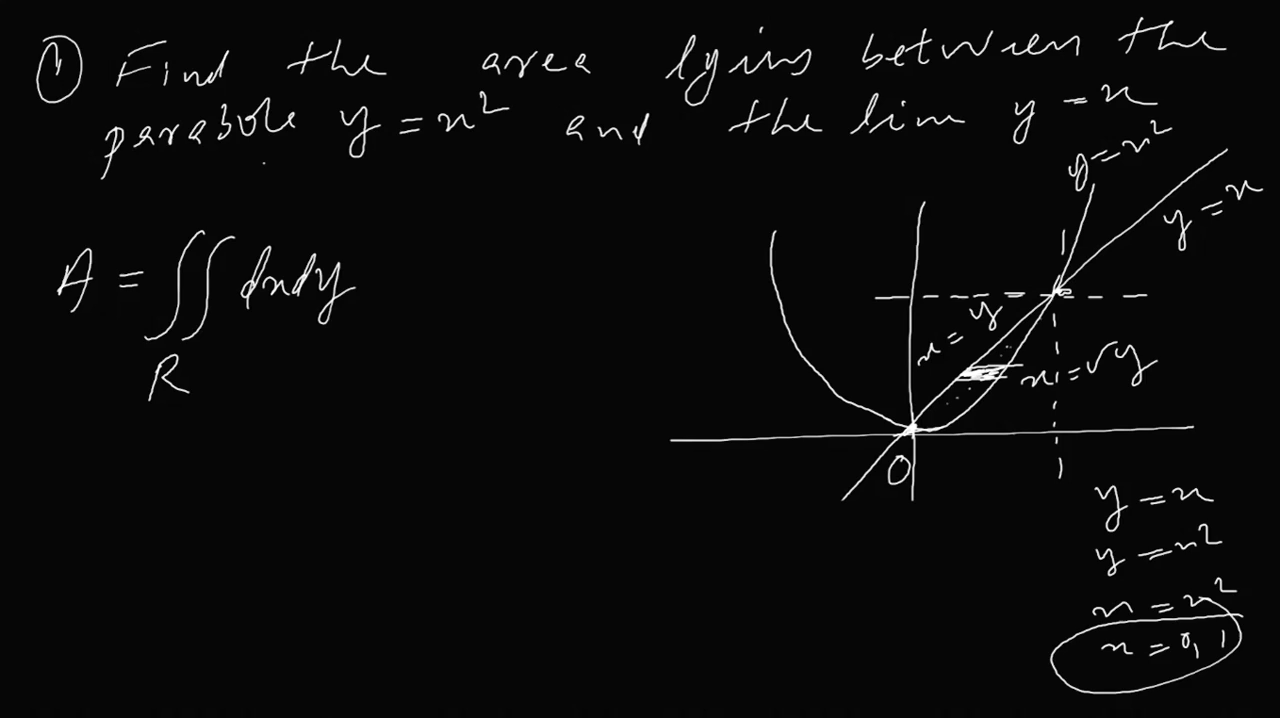 ① Find the area lying between the
parabola y = x² and the line y = x
y = x²
y = x
A = ∬ dxdy
R
1
x = y
x = √y
O
1
y = x
y = x²
x = x²
x = 0, 1